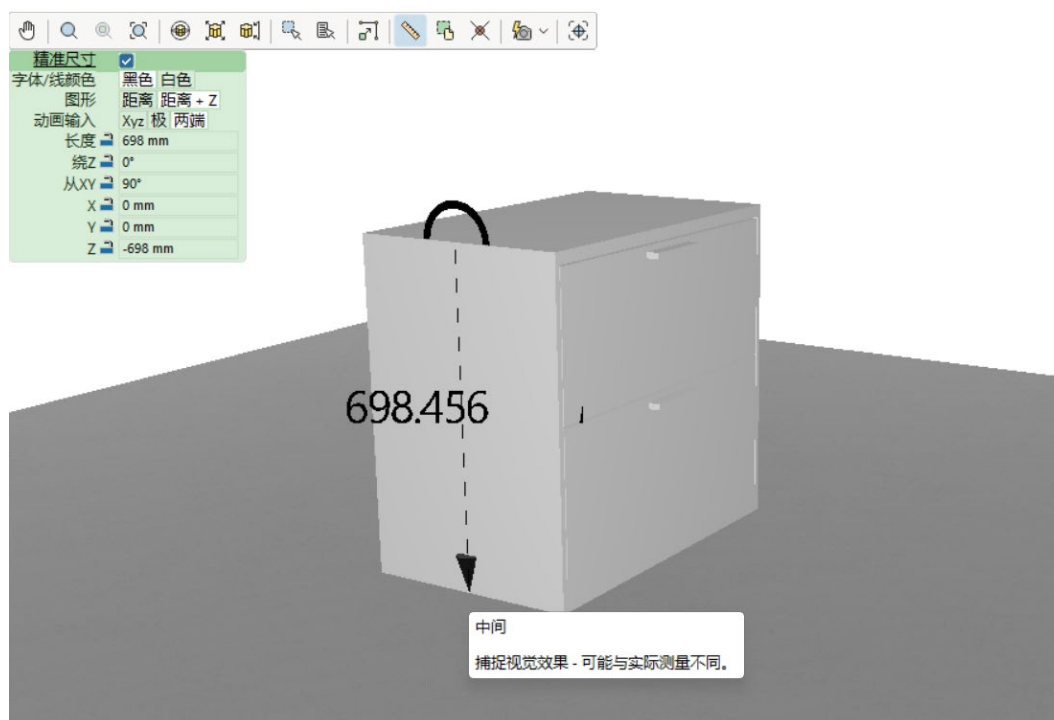 精准尺寸
字体/线颜色 黑色 白色
图形 距离 距离 + Z
动画输入 Xyz 极 两端
长度 698 mm
绕Z 0°
从XY 90°
X 0 mm
Y 0 mm
Z -698 mm
698.456
中间
捕捉视觉效果 - 可能与实际测量不同。